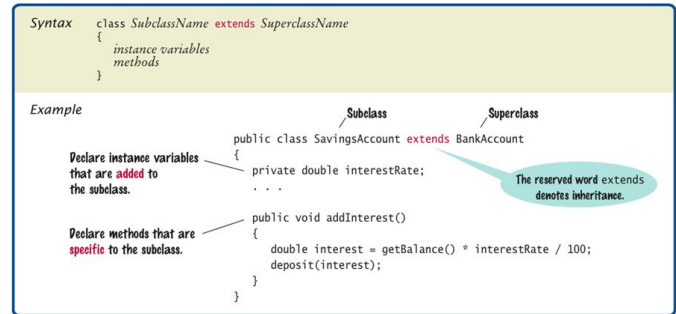 Syntax class SubclassName extends SuperclassName
{
instance variables
methods
}
Example
Subclass Superclass
public class SavingsAccount extends BankAccount
{
Declare instance variables
that are added to
the subclass.
private double interestRate;
. . .
The reserved word extends
denotes inheritance.
Declare methods that are
specific to the subclass.
public void addInterest()
{
double interest = getBalance() * interestRate / 100;
deposit(interest);
}
}